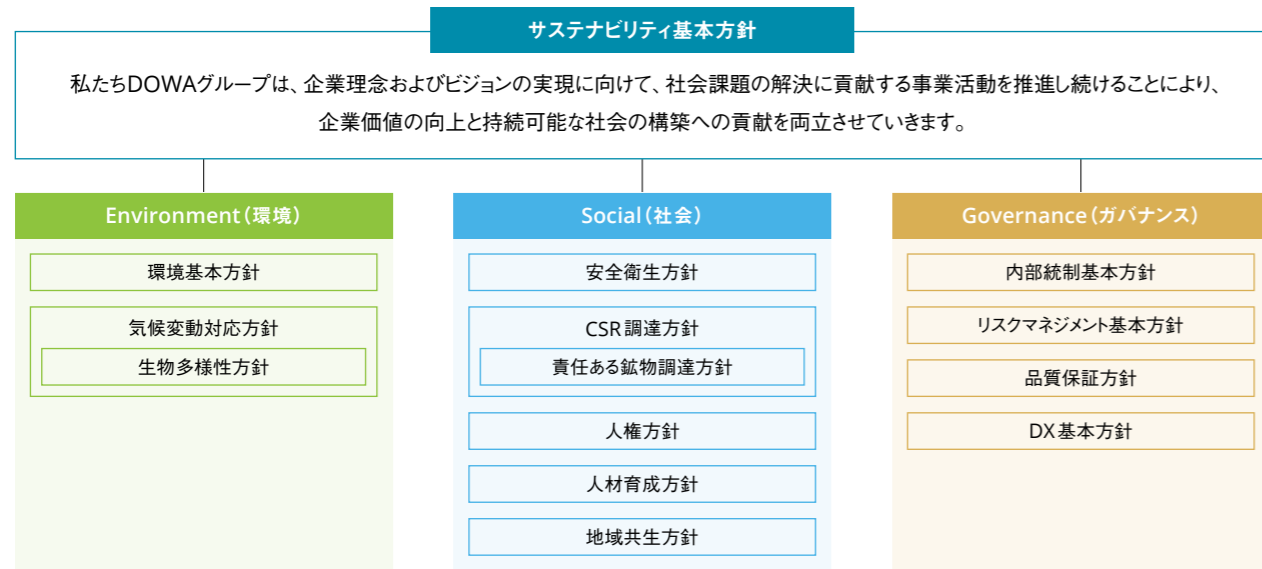 サステナビリティ基本方針
私たちDOWAグループは、企業理念およびビジョンの実現に向けて、社会課題の解決に貢献する事業活動を推進し続けることにより、
企業価値の向上と持続可能な社会の構築への貢献を両立させていきます。
Environment（環境）
環境基本方針
気候変動対応方針
生物多様性方針
Social（社会）
安全衛生方針
CSR調達方針
責任ある鉱物調達方針
人権方針
人材育成方針
地域共生方針
Governance（ガバナンス）
内部統制基本方針
リスクマネジメント基本方針
品質保証方針
DX基本方針